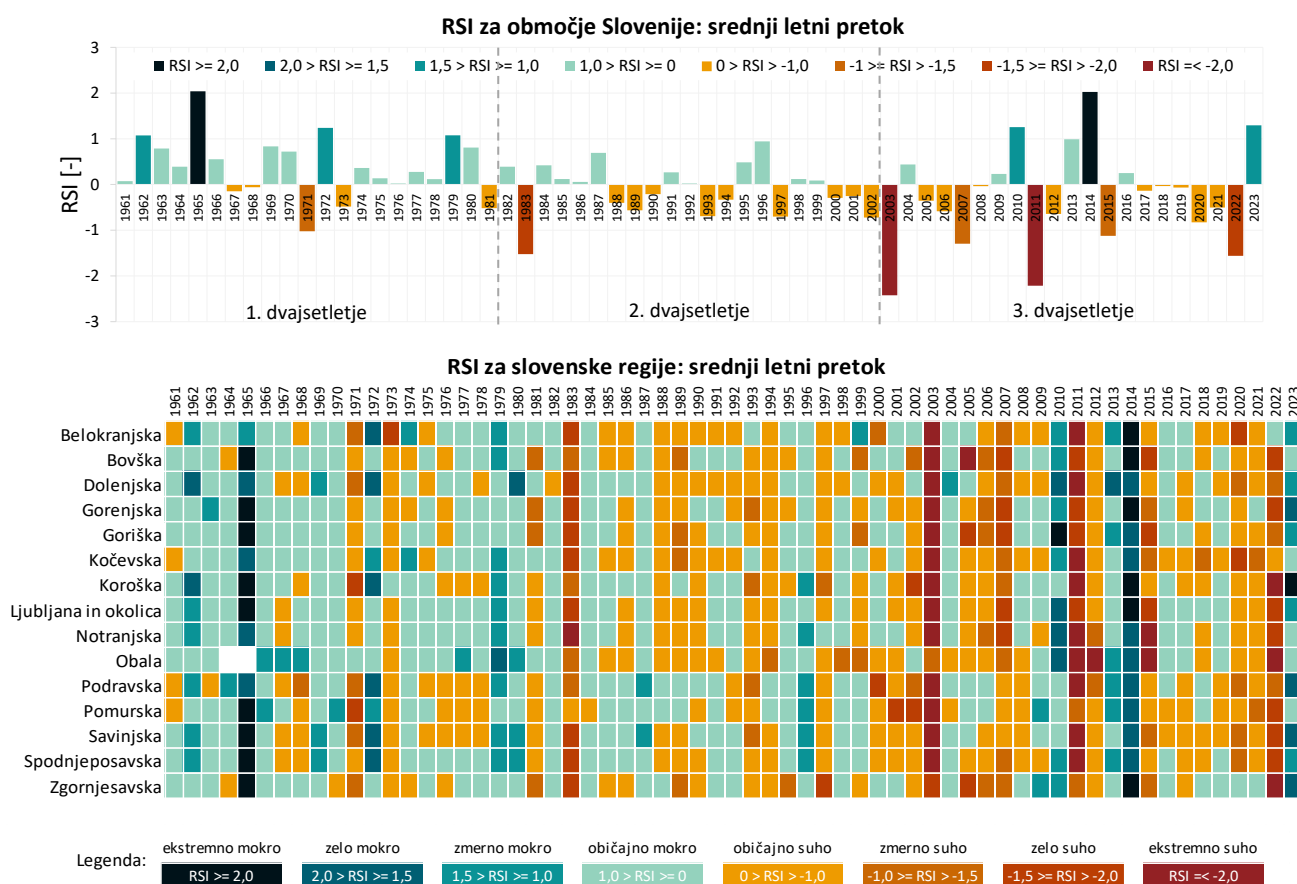 RSI za območje Slovenije: srednji letni pretok
3
RSI >= 2,0 2,0 > RSI >= 1,5 1,5 > RSI >= 1,0 1,0 > RSI >= 0 0 > RSI > -1,0 -1 >= RSI > -1,5 -1,5 >= RSI > -2,0 RSI =< -2,0
2
1
0
-1
-2
-3
RSI [-]
1961 1962 1963 1964 1965 1966 1967 1968 1969 1970 1971 1972 1973 1974 1975 1976 1977 1978 1979 1980 1981 1982 1983 1984 1985 1986 1987 1988 1989 1990 1991 1992 1993 1994 1995 1996 1997 1998 1999 2000 2001 2002 2003 2004 2005 2006 2007 2008 2009 2010 2011 2012 2013 2014 2015 2016 2017 2018 2019 2020 2021 2022 2023
1. dvajsetletje 2. dvajsetletje 3. dvajsetletje
RSI za slovenske regije: srednji letni pretok
1961 1962 1963 1964 1965 1966 1967 1968 1969 1970 1971 1972 1973 1974 1975 1976 1977 1978 1979 1980 1981 1982 1983 1984 1985 1986 1987 1988 1989 1990 1991 1992 1993 1994 1995 1996 1997 1998 1999 2000 2001 2002 2003 2004 2005 2006 2007 2008 2009 2010 2011 2012 2013 2014 2015 2016 2017 2018 2019 2020 2021 2022 2023
Belokranjska
Bovška
Dolenjska
Gorenjska
Goriška
Kočevska
Koroška
Ljubljana in okolica
Notranjska
Obala
Podravska
Pomurska
Savinjska
Spodnjeposavska
Zgornjesavska
Legenda:
ekstremno mokro zelo mokro zmerno mokro običajno mokro običajno suho zmerno suho zelo suho ekstremno suho
RSI >= 2,0 2,0 > RSI >= 1,5 1,5 > RSI >= 1,0 1,0 > RSI >= 0 0 > RSI > -1,0 -1,0 >= RSI > -1,5 -1,5 >= RSI > -2,0 RSI =< -2,0